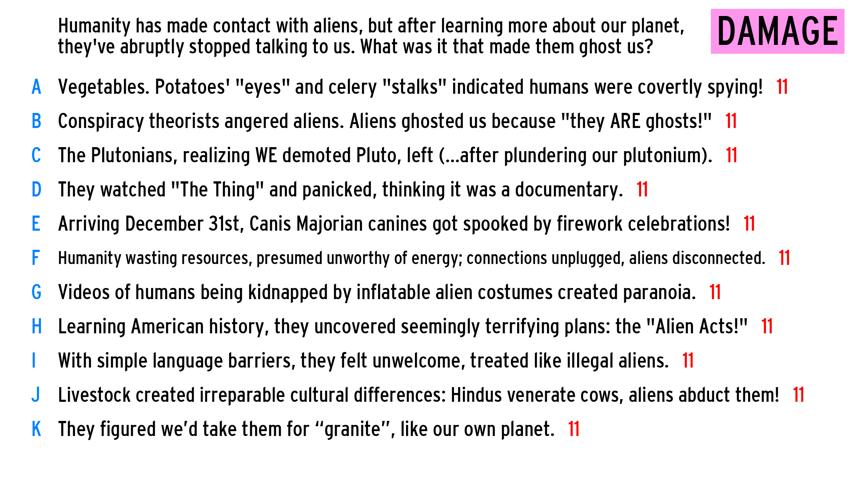 Humanity has made contact with aliens, but after learning more about our planet,
they've abruptly stopped talking to us. What was it that made them ghost us?
DAMAGE
A Vegetables. Potatoes' "eyes" and celery "stalks" indicated humans were covertly spying! 11
B Conspiracy theorists angered aliens. Aliens ghosted us because "they ARE ghosts!" 11
C The Plutonians, realizing WE demoted Pluto, left (...after plundering our plutonium). 11
D They watched "The Thing" and panicked, thinking it was a documentary. 11
E Arriving December 31st, Canis Majorian canines got spooked by firework celebrations! 11
F Humanity wasting resources, presumed unworthy of energy; connections unplugged, aliens disconnected. 11
G Videos of humans being kidnapped by inflatable alien costumes created paranoia. 11
H Learning American history, they uncovered seemingly terrifying plans: the "Alien Acts!" 11
I With simple language barriers, they felt unwelcome, treated like illegal aliens. 11
J Livestock created irreparable cultural differences: Hindus venerate cows, aliens abduct them! 11
K They figured we’d take them for “granite”, like our own planet. 11